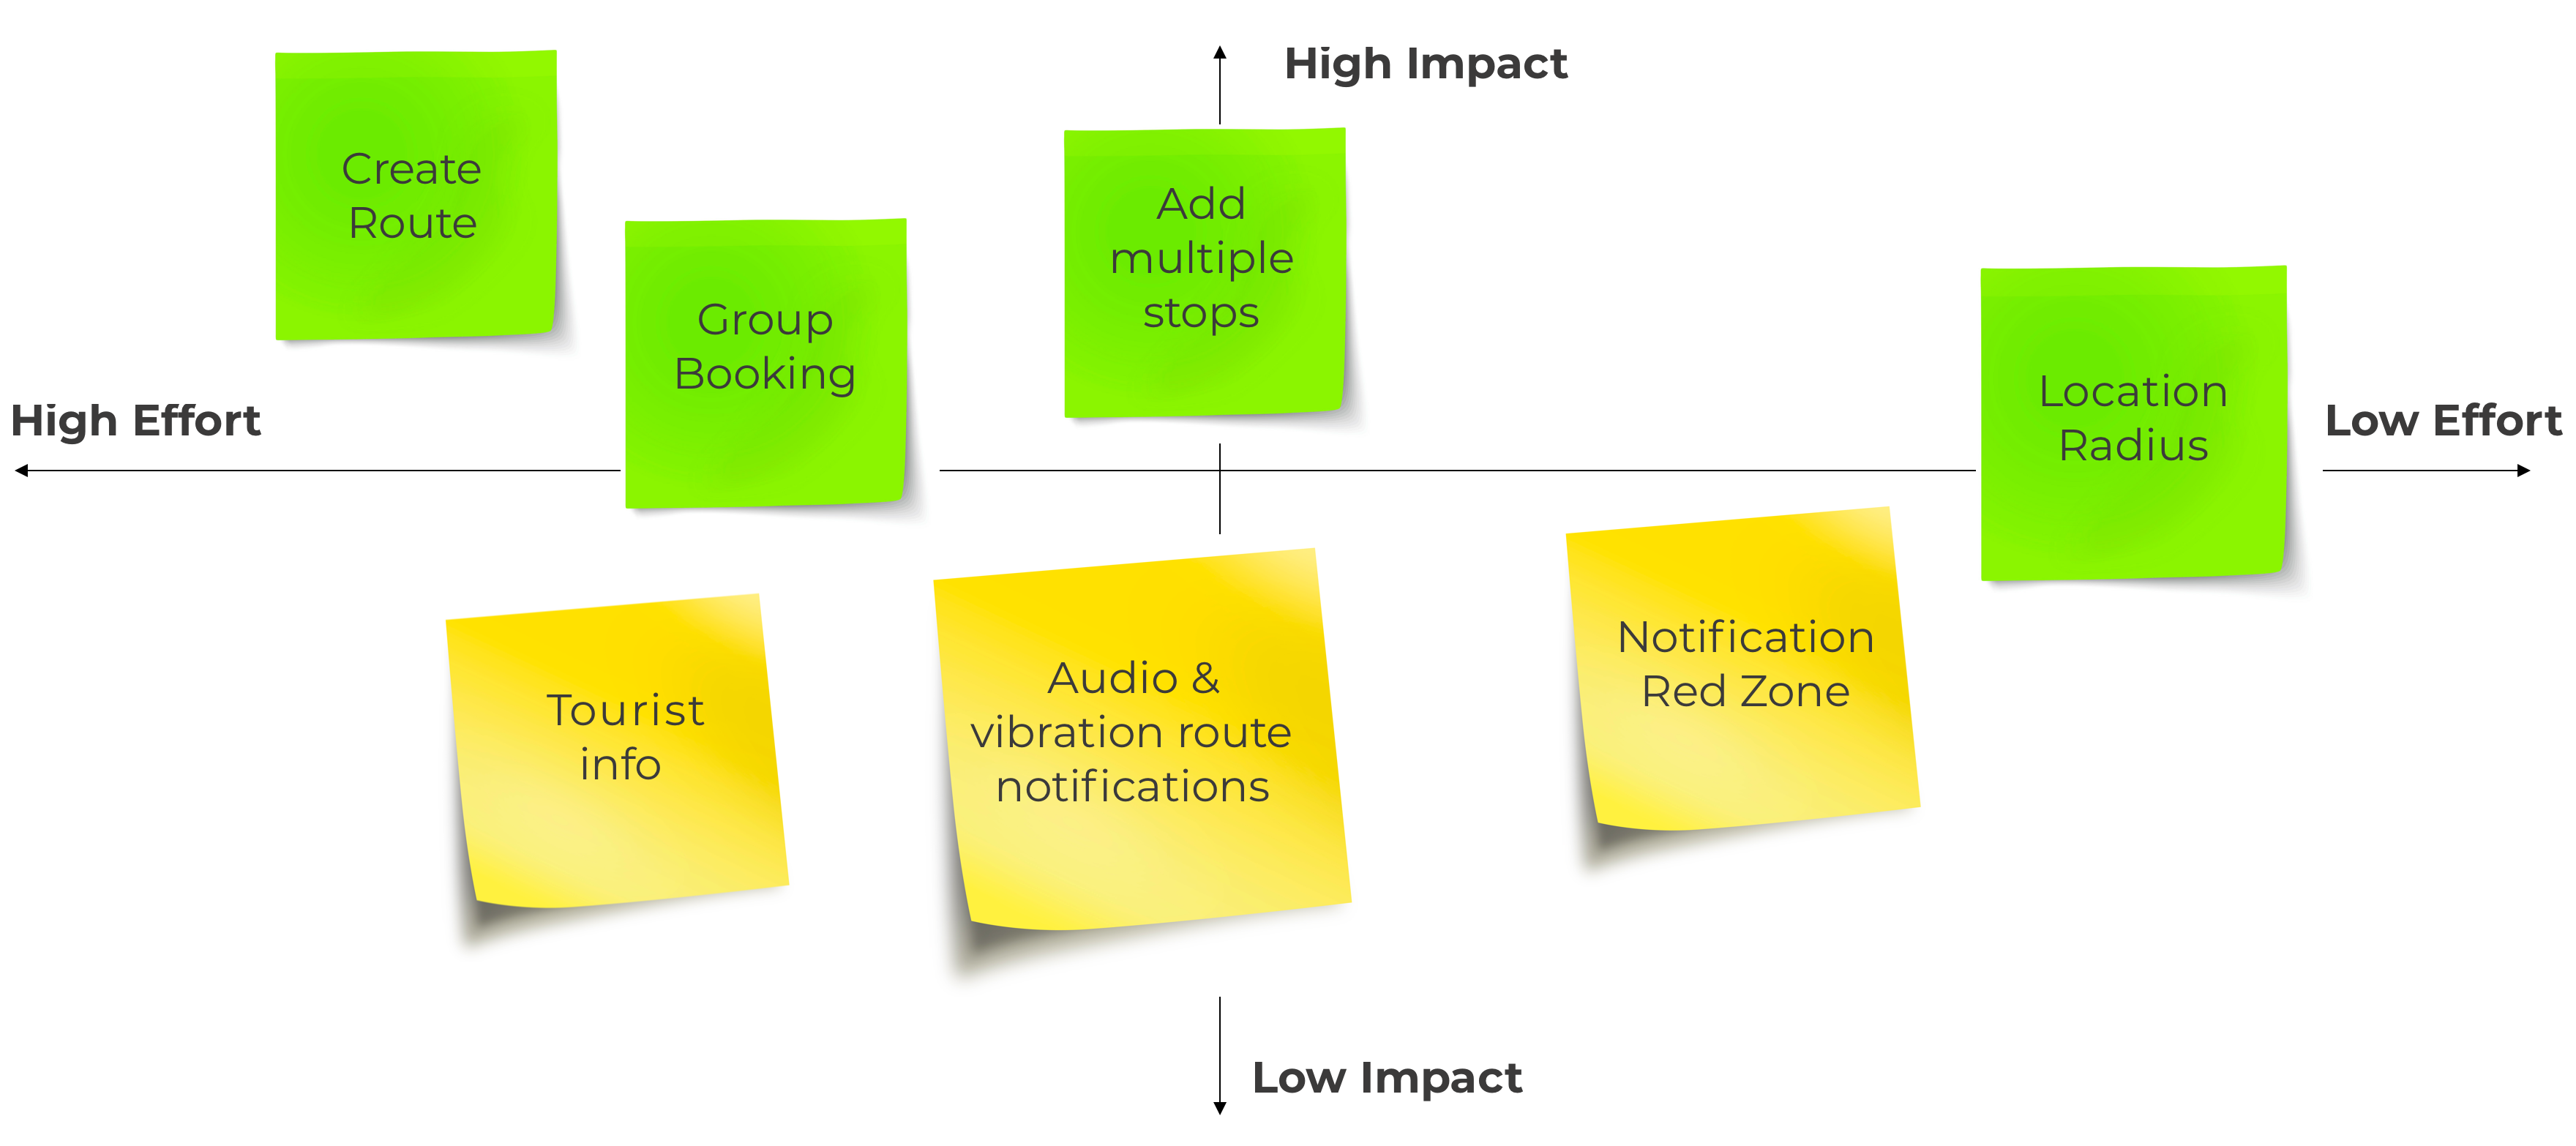 High Impact
Create
Route
Add
multiple
stops
Group
Booking
High Effort
Location
Radius
Low Effort
Tourist
info
Audio &
vibration route
notifications
Notification
Red Zone
Low Impact